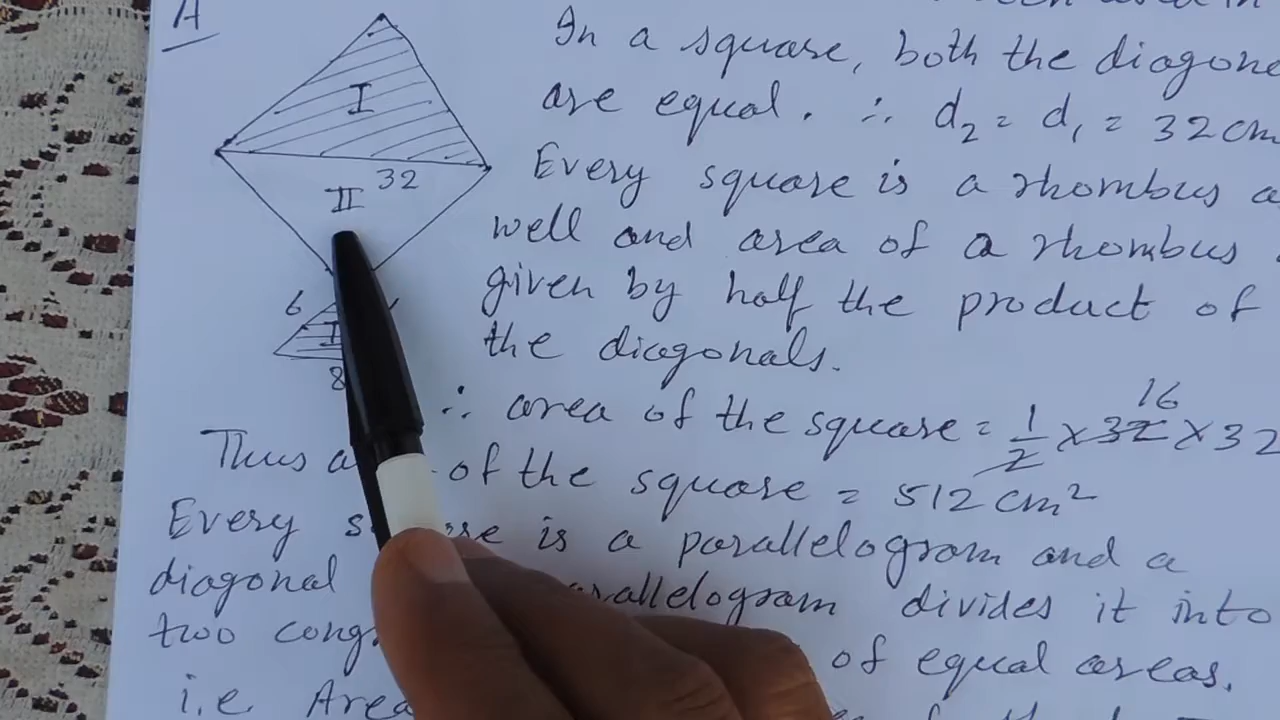 A
In a square, both the
are equal. ∴ d₂ = d₁ = 32 cm
I
Every square is a rhombus
32
II
well and area of a rhombus
given by half the product of
6
the diagonals.
8
16
∴ area of the square = 1/2 × 32 × 32
Thus of the square = 512 cm²
Every is a parallelogram and a
diagonal divides it into
two of equal areas.
i.e.